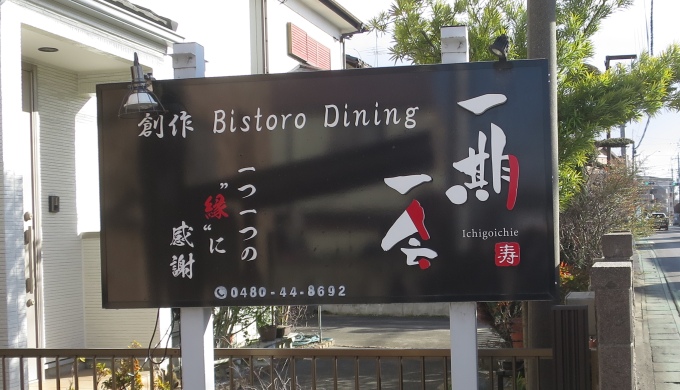 創作 Bistoro Dining
一期
一会
Ichigoichie
寿
一つ一つの
"縁"に
感謝
0480-44-8692